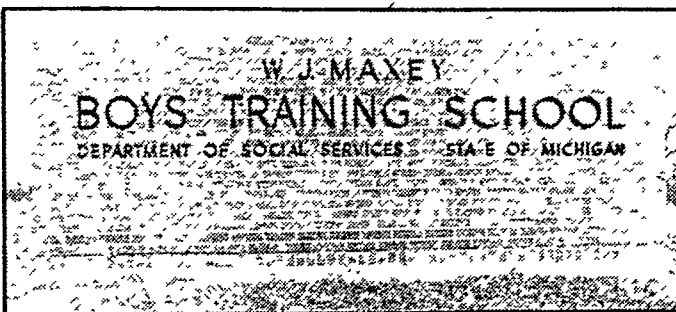 W. J. MAXEY
BOYS TRAINING SCHOOL
DEPARTMENT OF SOCIAL SERVICES STATE OF MICHIGAN